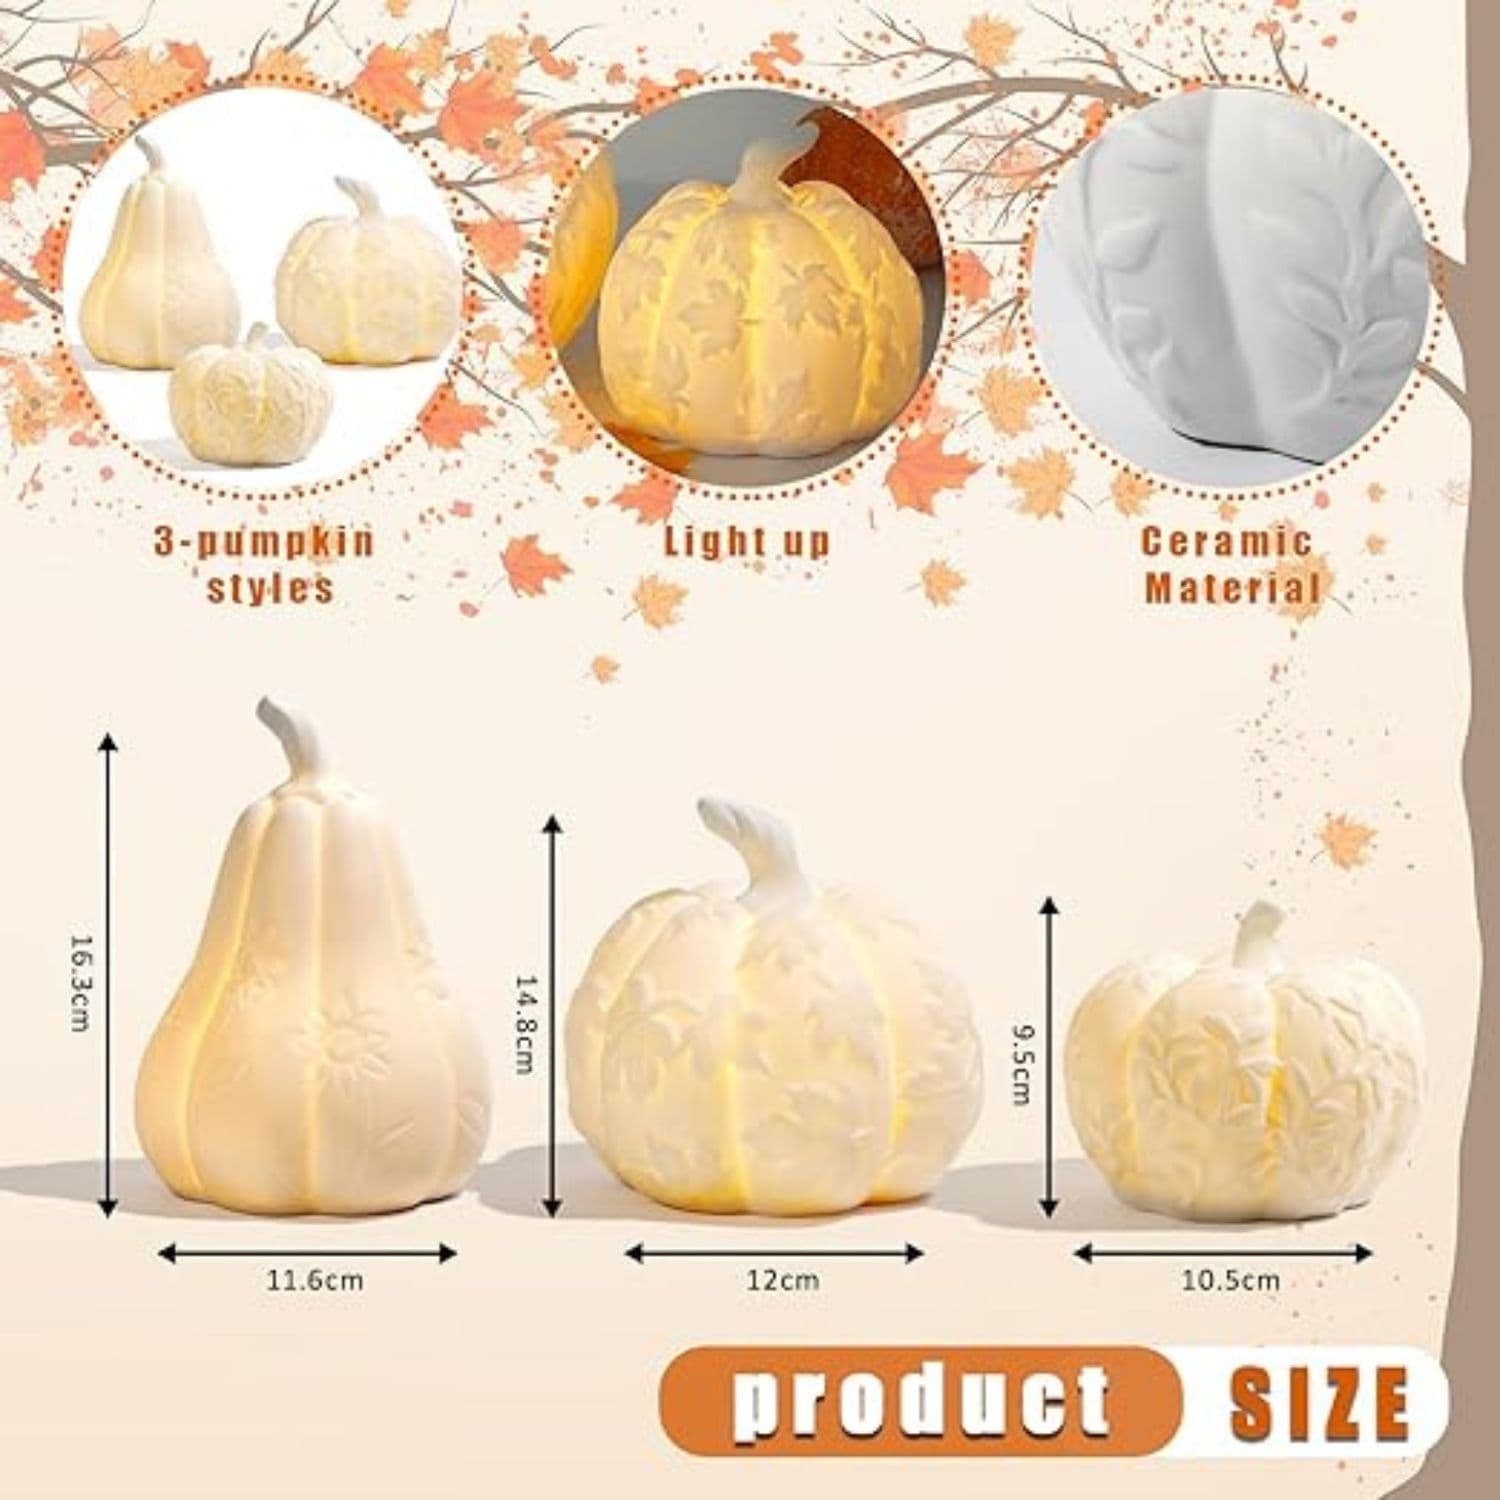 3-pumpkin
styles
Light up
Ceramic
Material
16.3cm
14.8cm
9.5cm
11.6cm
12cm
10.5cm
product SIZE